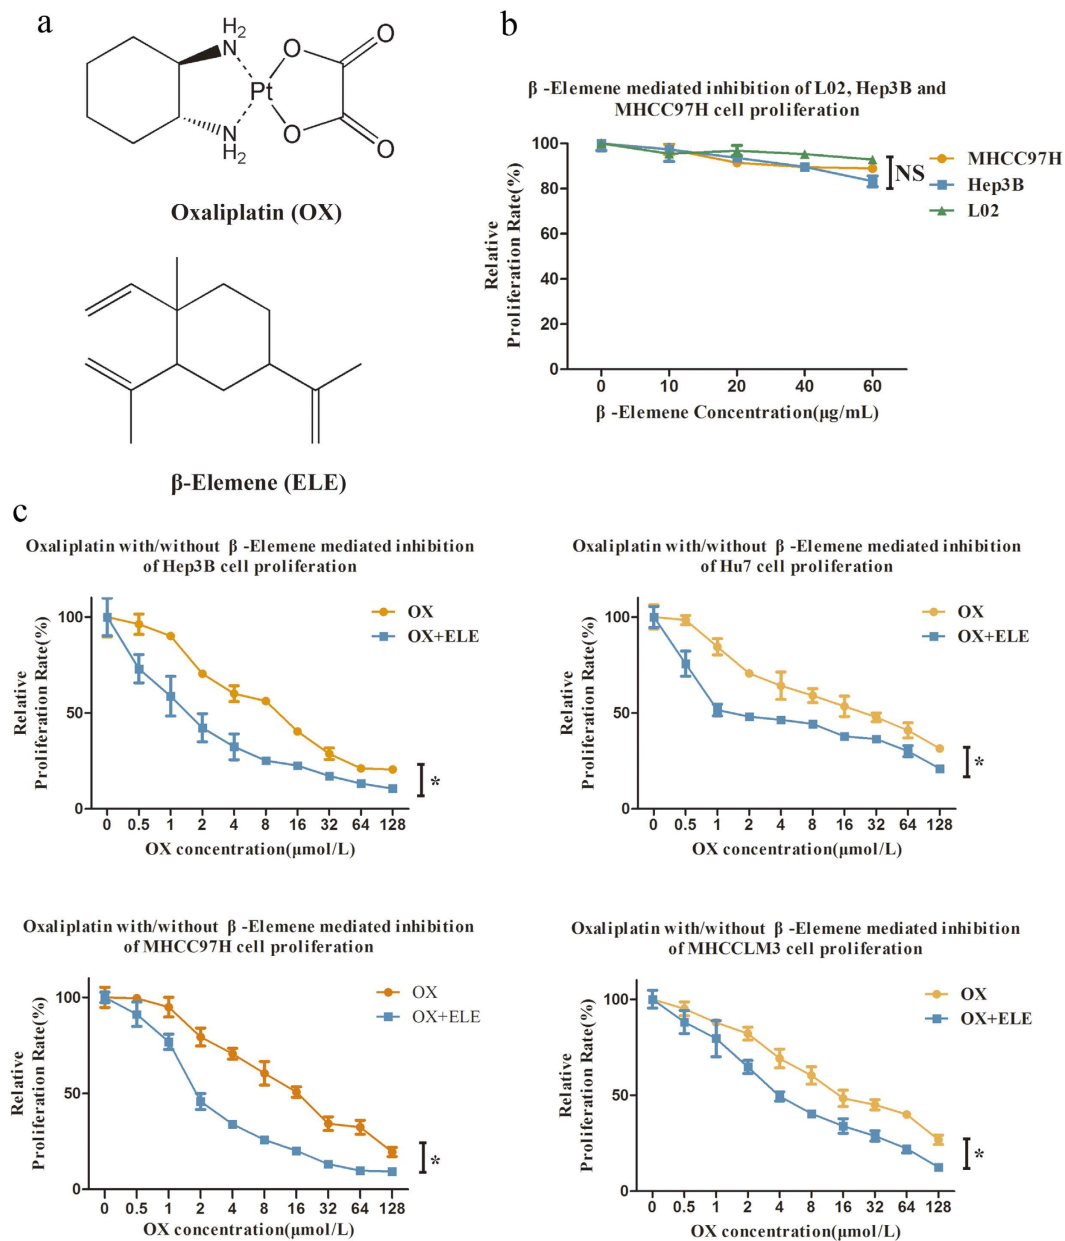 a
H2
N
O
O
Pt
O
O
N
H2
Oxaliplatin (OX)
β-Elemene (ELE)
b
β -Elemene mediated inhibition of L02, Hep3B and
MHCC97H cell proliferation
Relative
Proliferation Rate(%)
100
80
60
40
20
0
0 10 20 40 60
β -Elemene Concentration(μg/mL)
NS
MHCC97H
Hep3B
L02
c
Oxaliplatin with/without β -Elemene mediated inhibition
of Hep3B cell proliferation
Relative
Proliferation Rate(%)
100
50
0
0 0.5 1 2 4 8 16 32 64 128
OX concentration(μmol/L)
OX
OX+ELE
*
Oxaliplatin with/without β -Elemene mediated inhibition
of Hu7 cell proliferation
Relative
Proliferation Rate(%)
100
50
0
0 0.5 1 2 4 8 16 32 64 128
OX concentration(μmol/L)
OX
OX+ELE
*
Oxaliplatin with/without β -Elemene mediated inhibition
of MHCC97H cell proliferation
Relative
Proliferation Rate(%)
100
50
0
0 0.5 1 2 4 8 16 32 64 128
OX concentration(μmol/L)
OX
OX+ELE
*
Oxaliplatin with/without β -Elemene mediated inhibition
of MHCCLM3 cell proliferation
Relative
Proliferation Rate(%)
100
50
0
0 0.5 1 2 4 8 16 32 64 128
OX concentration(μmol/L)
OX
OX+ELE
*